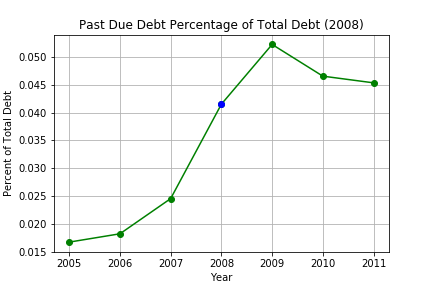 Past Due Debt Percentage of Total Debt (2008)
Percent of Total Debt
0.050
0.045
0.040
0.035
0.030
0.025
0.020
0.015
2005 2006 2007 2008 2009 2010 2011
Year